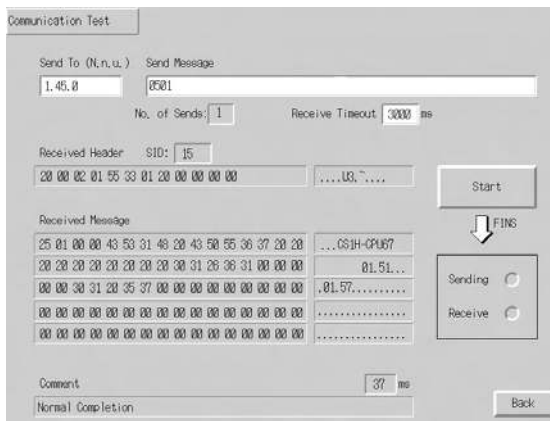 Communication Test
Send To (N.n.u.) Send Message
1.45.0 0501
No. of Sends: 1 Receive Timeout 3000 ms
Received Header SID: 15
20 00 02 01 55 33 01 20 00 00 00 00 ....U3.~....
Start
FINS
Received Message
25 01 00 00 43 53 31 48 20 43 50 55 36 37 20 20 ...CS1H-CPU67
20 20 20 20 20 20 20 20 30 31 26 36 31 00 00 00 01.51...
00 00 30 31 20 35 37 00 00 00 00 00 00 00 00 00 .01.57..........
00 00 00 00 00 00 00 00 00 00 00 00 00 00 00 00 ................
00 00 00 00 00 00 00 00 00 00 00 00 00 00 00 00 ................
Sending
Receive
Comment 37 ms
Normal Completion
Back